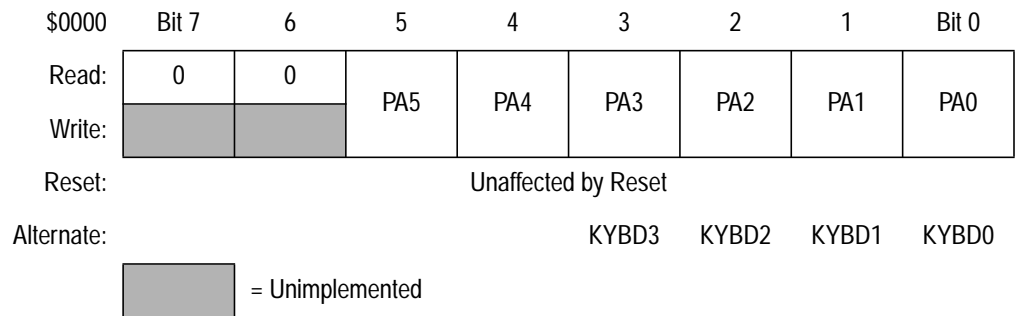 $0000 Bit 7 6 5 4 3 2 1 Bit 0
Read: 0 0
PA5 PA4 PA3 PA2 PA1 PA0
Write:
Reset: Unaffected by Reset
Alternate: KYBD3 KYBD2 KYBD1 KYBD0
= Unimplemented